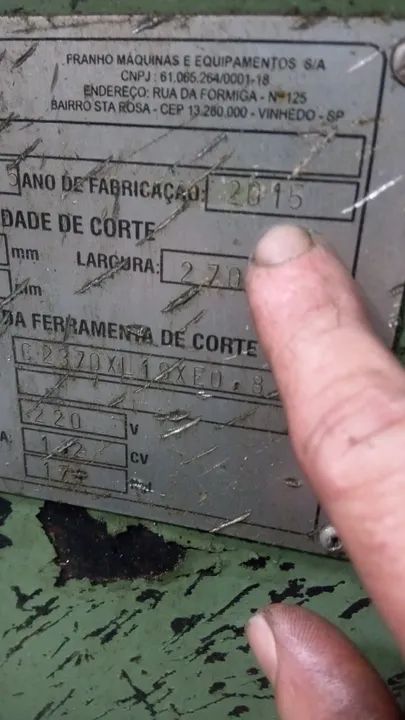 FRANHO MÁQUINAS E EQUIPAMENTOS S/A
CNPJ : 61.065.264/0001-18
ENDEREÇO: RUA DA FORMIGA - Nº 125
BAIRRO STA ROSA - CEP 13.280.000 - VINHEDO - SP
5 ANO DE FABRICAÇÃO: 2015
DADE DE CORTE
mm LARGURA: 270
mm
DA FERRAMENTA DE CORTE
220 V
CV